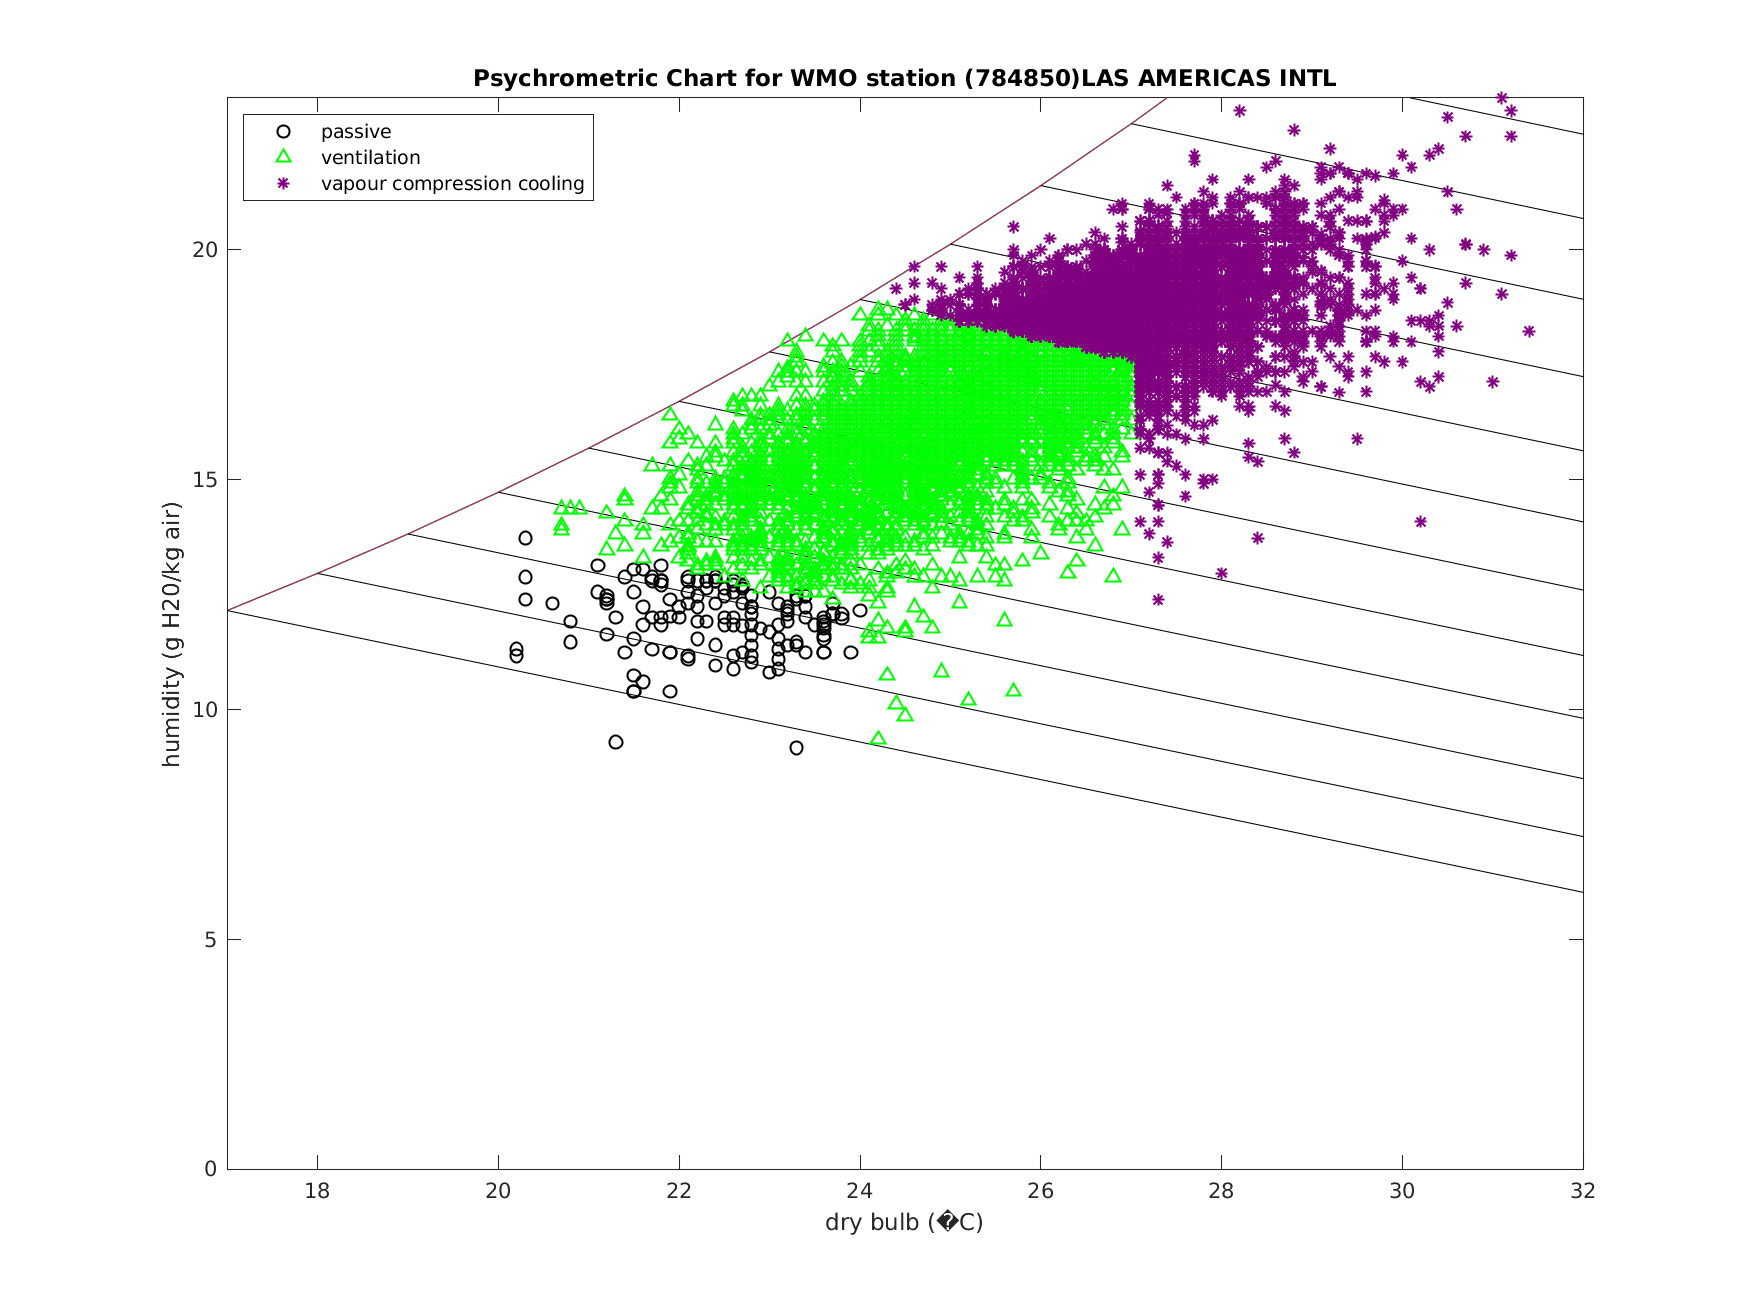 Psychrometric Chart for WMO station (784850)LAS AMERICAS INTL
passive
ventilation
vapour compression cooling
humidity (g H20/kg air)
20
15
10
5
0
18 20 22 24 26 28 30 32
dry bulb (�C)